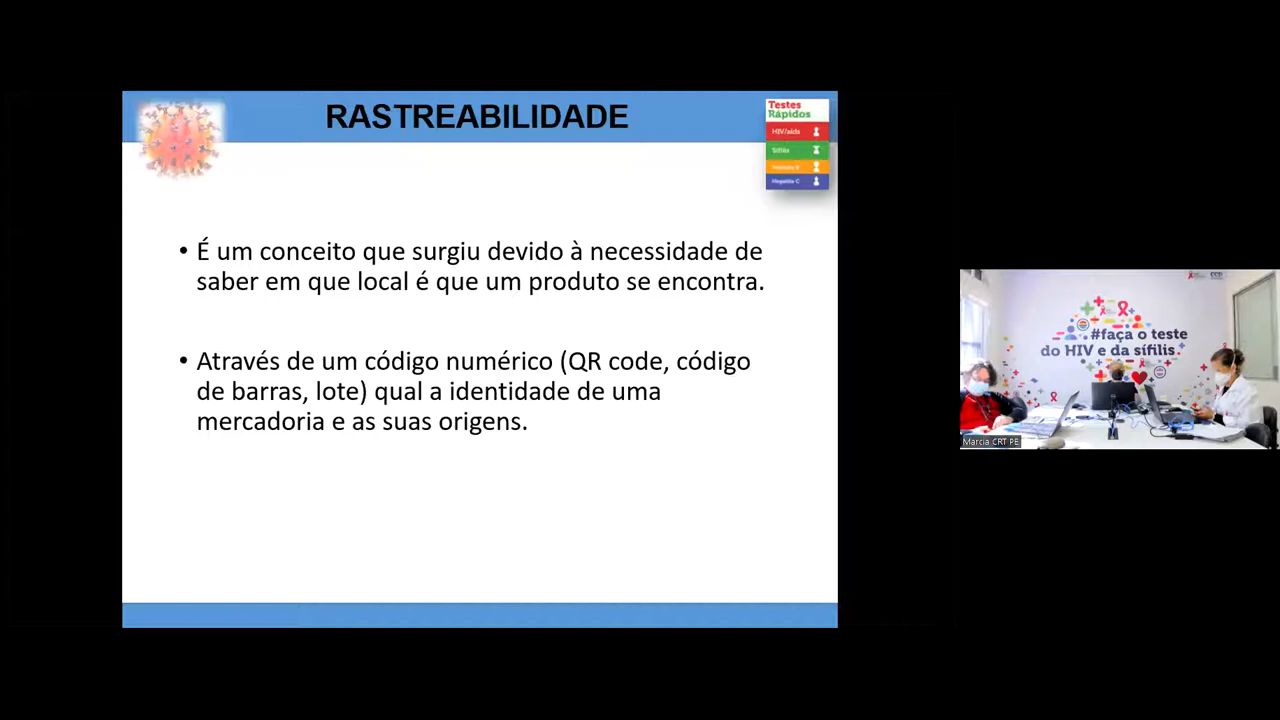 RASTREABILIDADE
Testes
Rápidos
HIV/aids
Sífilis
Hepatite C
• É um conceito que surgiu devido à necessidade de
saber em que local é que um produto se encontra.
• Através de um código numérico (QR code, código
de barras, lote) qual a identidade de uma
mercadoria e as suas origens.
#faça o teste
do HIV e da sífilis.
Marcia CRT PE